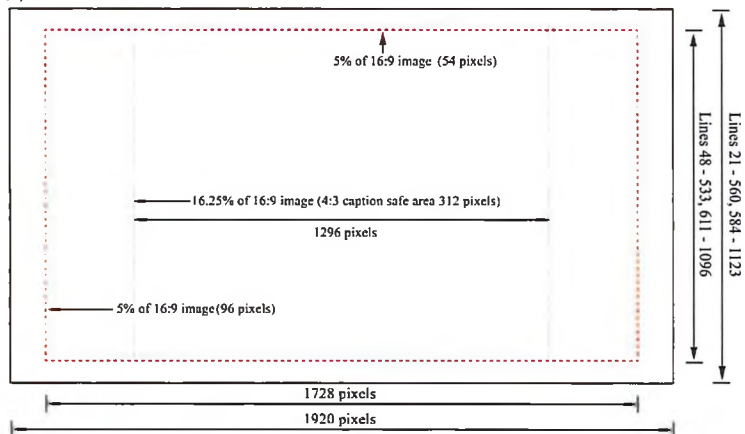 5% of 16:9 image (54 pixels)
16.25% of 16:9 image (4:3 caption safe area 312 pixels)
1296 pixels
5% of 16:9 image (96 pixels)
1728 pixels
1920 pixels
Lines 48 - 533, 611 - 1096
Lines 21 - 560, 584 - 1123